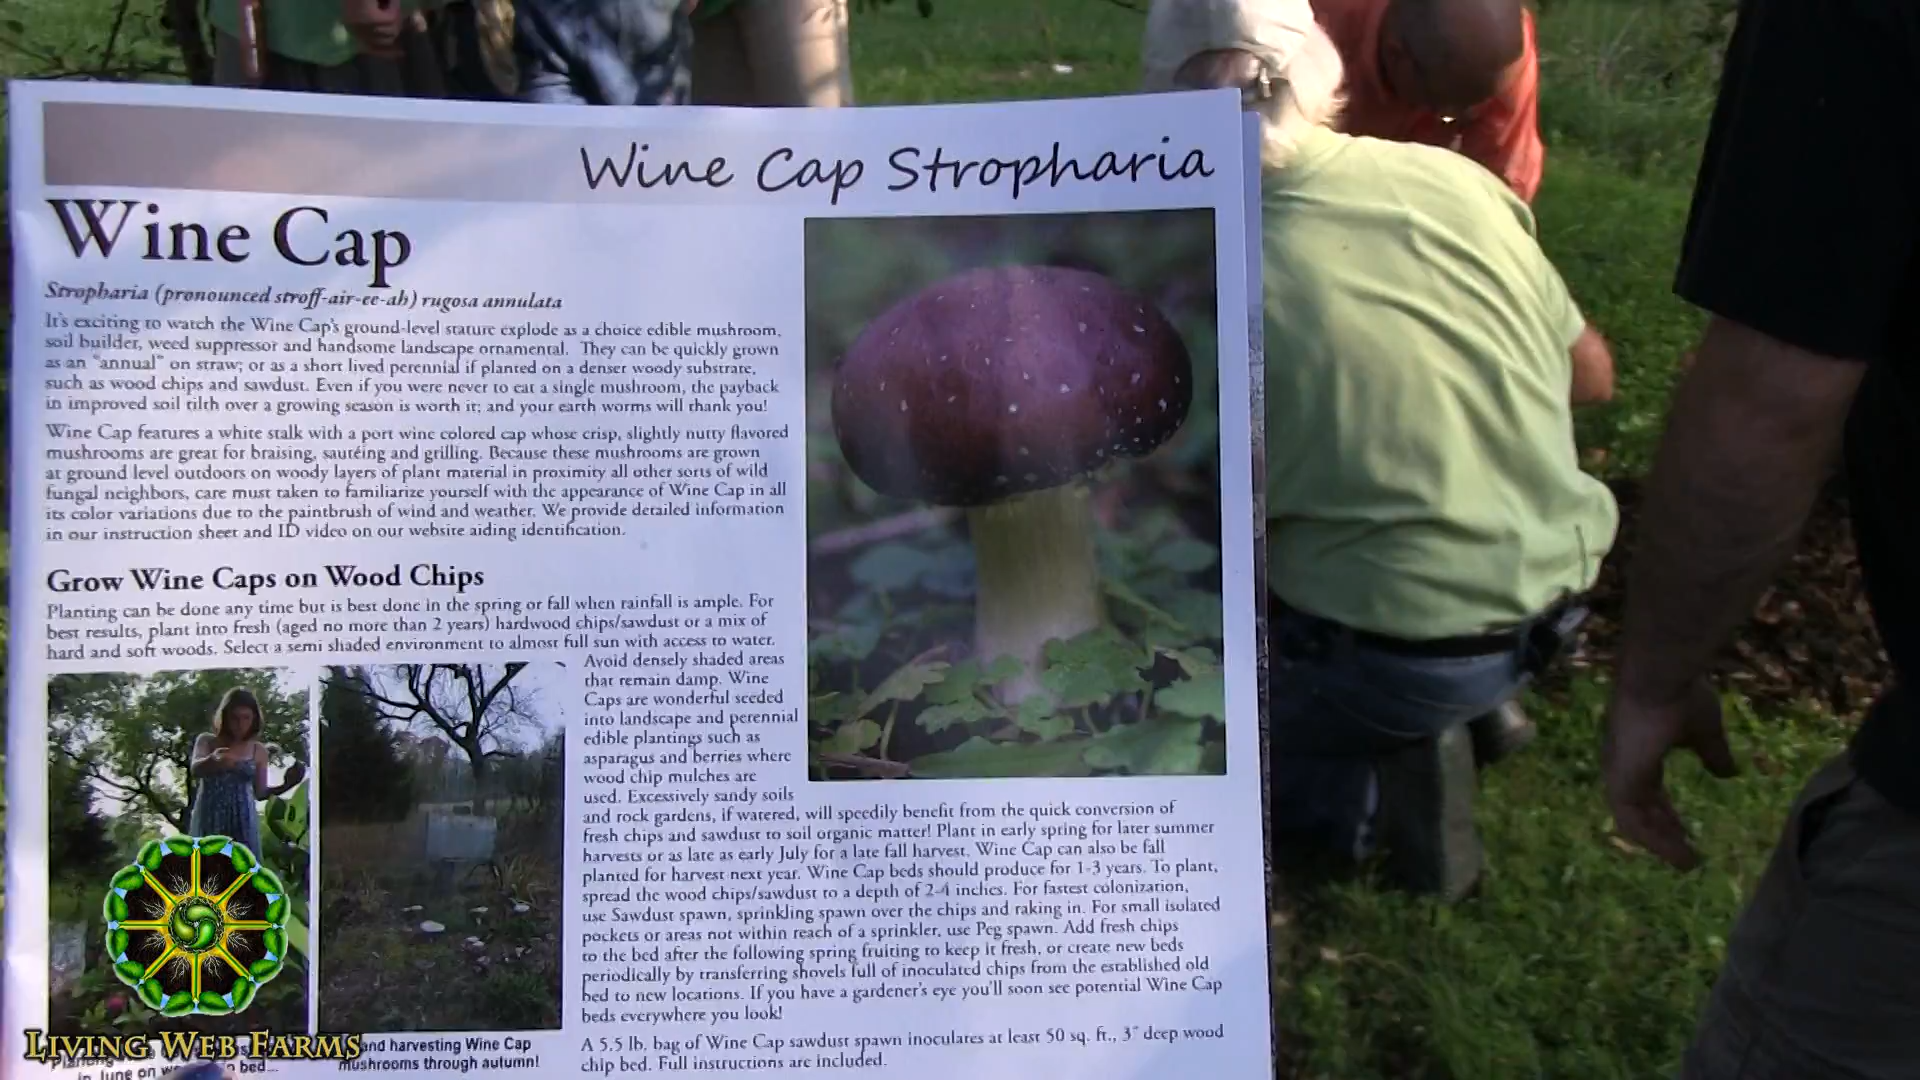 Wine Cap Stropharia
Wine Cap
Stropharia (pronounced stroff-air-ee-ah) rugosa annulata
It's exciting to watch the Wine Cap's ground-level stature explode as a choice edible mushroom,
soil builder, weed suppressor and handsome landscape ornamental. They can be quickly grown
as an "annual" on straw; or as a short lived perennial if planted on a denser woody substrate,
such as wood chips and sawdust. Even if you were never to eat a single mushroom, the payback
in improved soil tilth over a growing season is worth it; and your earth worms will thank you!
Wine Cap features a white stalk with a port wine colored cap whose crisp, slightly nutty flavored
mushrooms are great for braising, sautéing and grilling. Because these mushrooms are grown
at ground level outdoors on woody layers of plant material in proximity all other sorts of wild
fungal neighbors, care must taken to familiarize yourself with the appearance of Wine Cap in all
its color variations due to the paintbrush of wind and weather. We provide detailed information
in our instruction sheet and ID video on our website aiding identification.
Grow Wine Caps on Wood Chips
Planting can be done any time but is best done in the spring or fall when rainfall is ample. For
best results, plant into fresh (aged no more than 2 years) hardwood chips/sawdust or a mix of
hard and soft woods. Select a semi shaded environment to almost full sun with access to water.
Avoid densely shaded areas
that remain damp. Wine
Caps are wonderful seeded
into landscape and perennial
edible plantings such as
asparagus and berries where
wood chip mulches are
used. Excessively sandy soils
and rock gardens, if watered, will speedily benefit from the quick conversion of
fresh chips and sawdust to soil organic matter! Plant in early spring for later summer
harvests or as late as early July for a late fall harvest. Wine Cap can also be fall
planted for harvest next year. Wine Cap beds should produce for 1-3 years. To plant,
spread the wood chips/sawdust to a depth of 2-4 inches. For fastest colonization,
use Sawdust spawn, sprinkling spawn over the chips and raking in. For small isolated
pockets or areas not within reach of a sprinkler, use Peg spawn. Add fresh chips
to the bed after the following spring fruiting to keep it fresh, or create new beds
periodically by transferring shovels full of inoculated chips from the established old
bed to new locations. If you have a gardener's eye you'll soon see potential Wine Cap
beds everywhere you look!
A 5.5 lb. bag of Wine Cap sawdust spawn inoculates at least 50 sq. ft., 3" deep wood
chip bed. Full instructions are included.
in June on bed...
and harvesting Wine Cap
mushrooms through autumn!
Living Web Farms